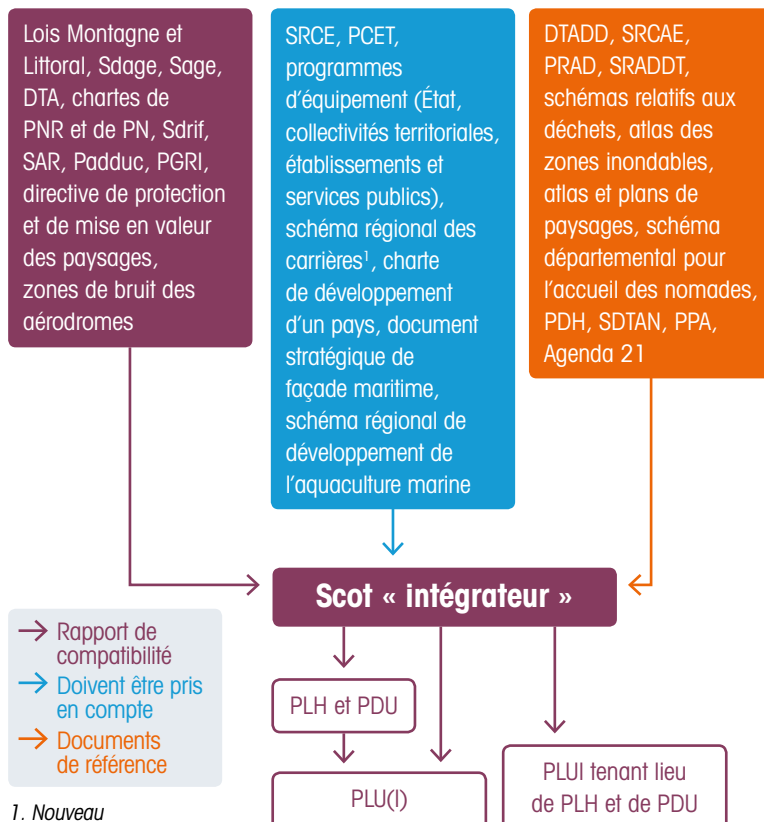 Lois Montagne et
Littoral, Sdage, Sage,
DTA, chartes de
PNR et de PN, Sdrif,
SAR, Padduc, PGRI,
directive de protection
et de mise en valeur
des paysages,
zones de bruit des
aérodromes
SRCE, PCET,
programmes
d'équipement (État,
collectivités territoriales,
établissements et
services publics),
schéma régional des
carrières¹, charte
de développement
d'un pays, document
stratégique de
façade maritime,
schéma régional de
développement de
l'aquaculture marine
DTADD, SRCAE,
PRAD, SRADDT,
schémas relatifs aux
déchets, atlas des
zones inondables,
atlas et plans de
paysages, schéma
départemental pour
l'accueil des nomades,
PDH, SDTAN, PPA,
Agenda 21
Scot « intégrateur »
Rapport de
compatibilité
Doivent être pris
en compte
Documents
de référence
PLH et PDU
PLU(I)
PLUI tenant lieu
de PLH et de PDU
1. Nouveau